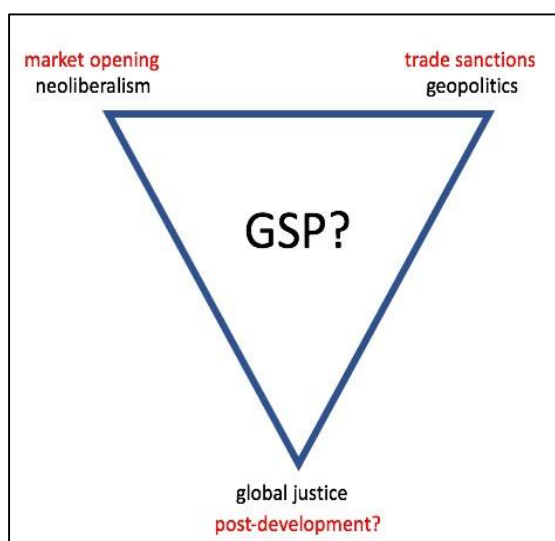 market opening
neoliberalism
trade sanctions
geopolitics
GSP?
global justice
post-development?